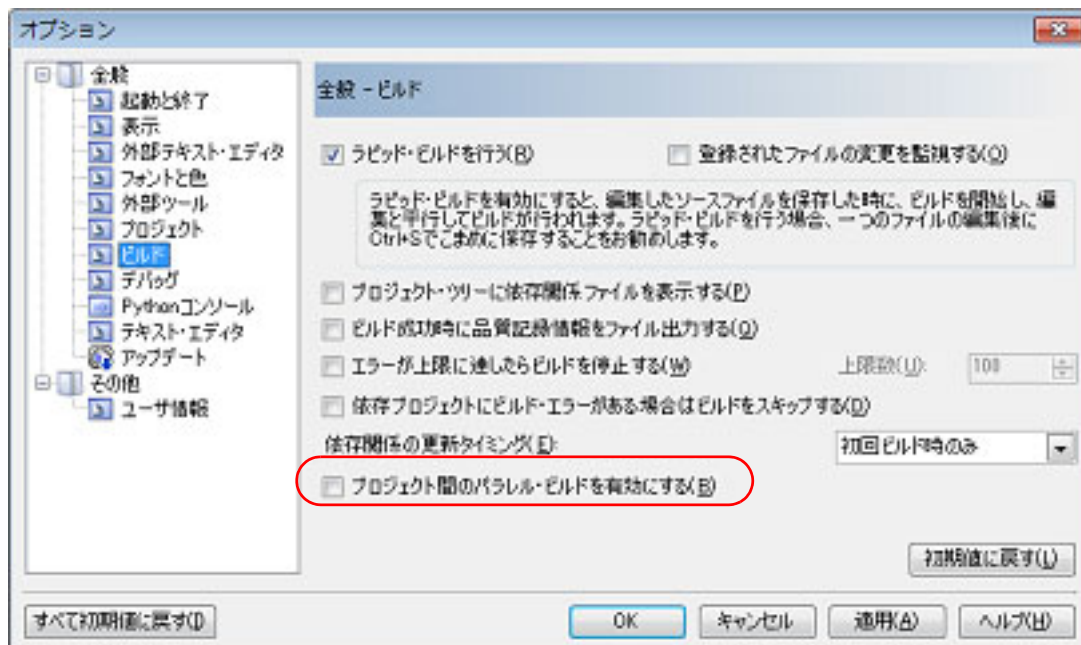 オプション
全般
起動と終了
表示
外部テキスト・エディタ
フォントと色
外部ツール
プロジェクト
ビルド
デバッグ
Pythonコンソール
テキスト・エディタ
アップデート
その他
ユーザ情報
全般 - ビルド
ラピッド・ビルドを行う(R)
登録されたファイルの変更を監視する(O)
ラピッド・ビルドを有効にすると、編集したソースファイルを保存した時に、ビルドを開始し、編
集と平行してビルドが行われます。ラピッド・ビルドを行う場合、一つのファイルの編集後に
Ctrl+Sでこまめに保存することをお勧めします。
プロジェクト・ツリーに依存関係ファイルを表示する(P)
ビルド成功時に品質記録情報をファイル出力する(Q)
エラーが上限に達したらビルドを停止する(W)
上限数(U):
100
依存プロジェクトにビルド・エラーがある場合はビルドをスキップする(D)
依存関係の更新タイミング(E):
初回ビルド時のみ
プロジェクト間のパラレル・ビルドを有効にする(B)
初期値に戻す(L)
すべて初期値に戻す(I)
OK
キャンセル
適用(A)
ヘルプ(H)